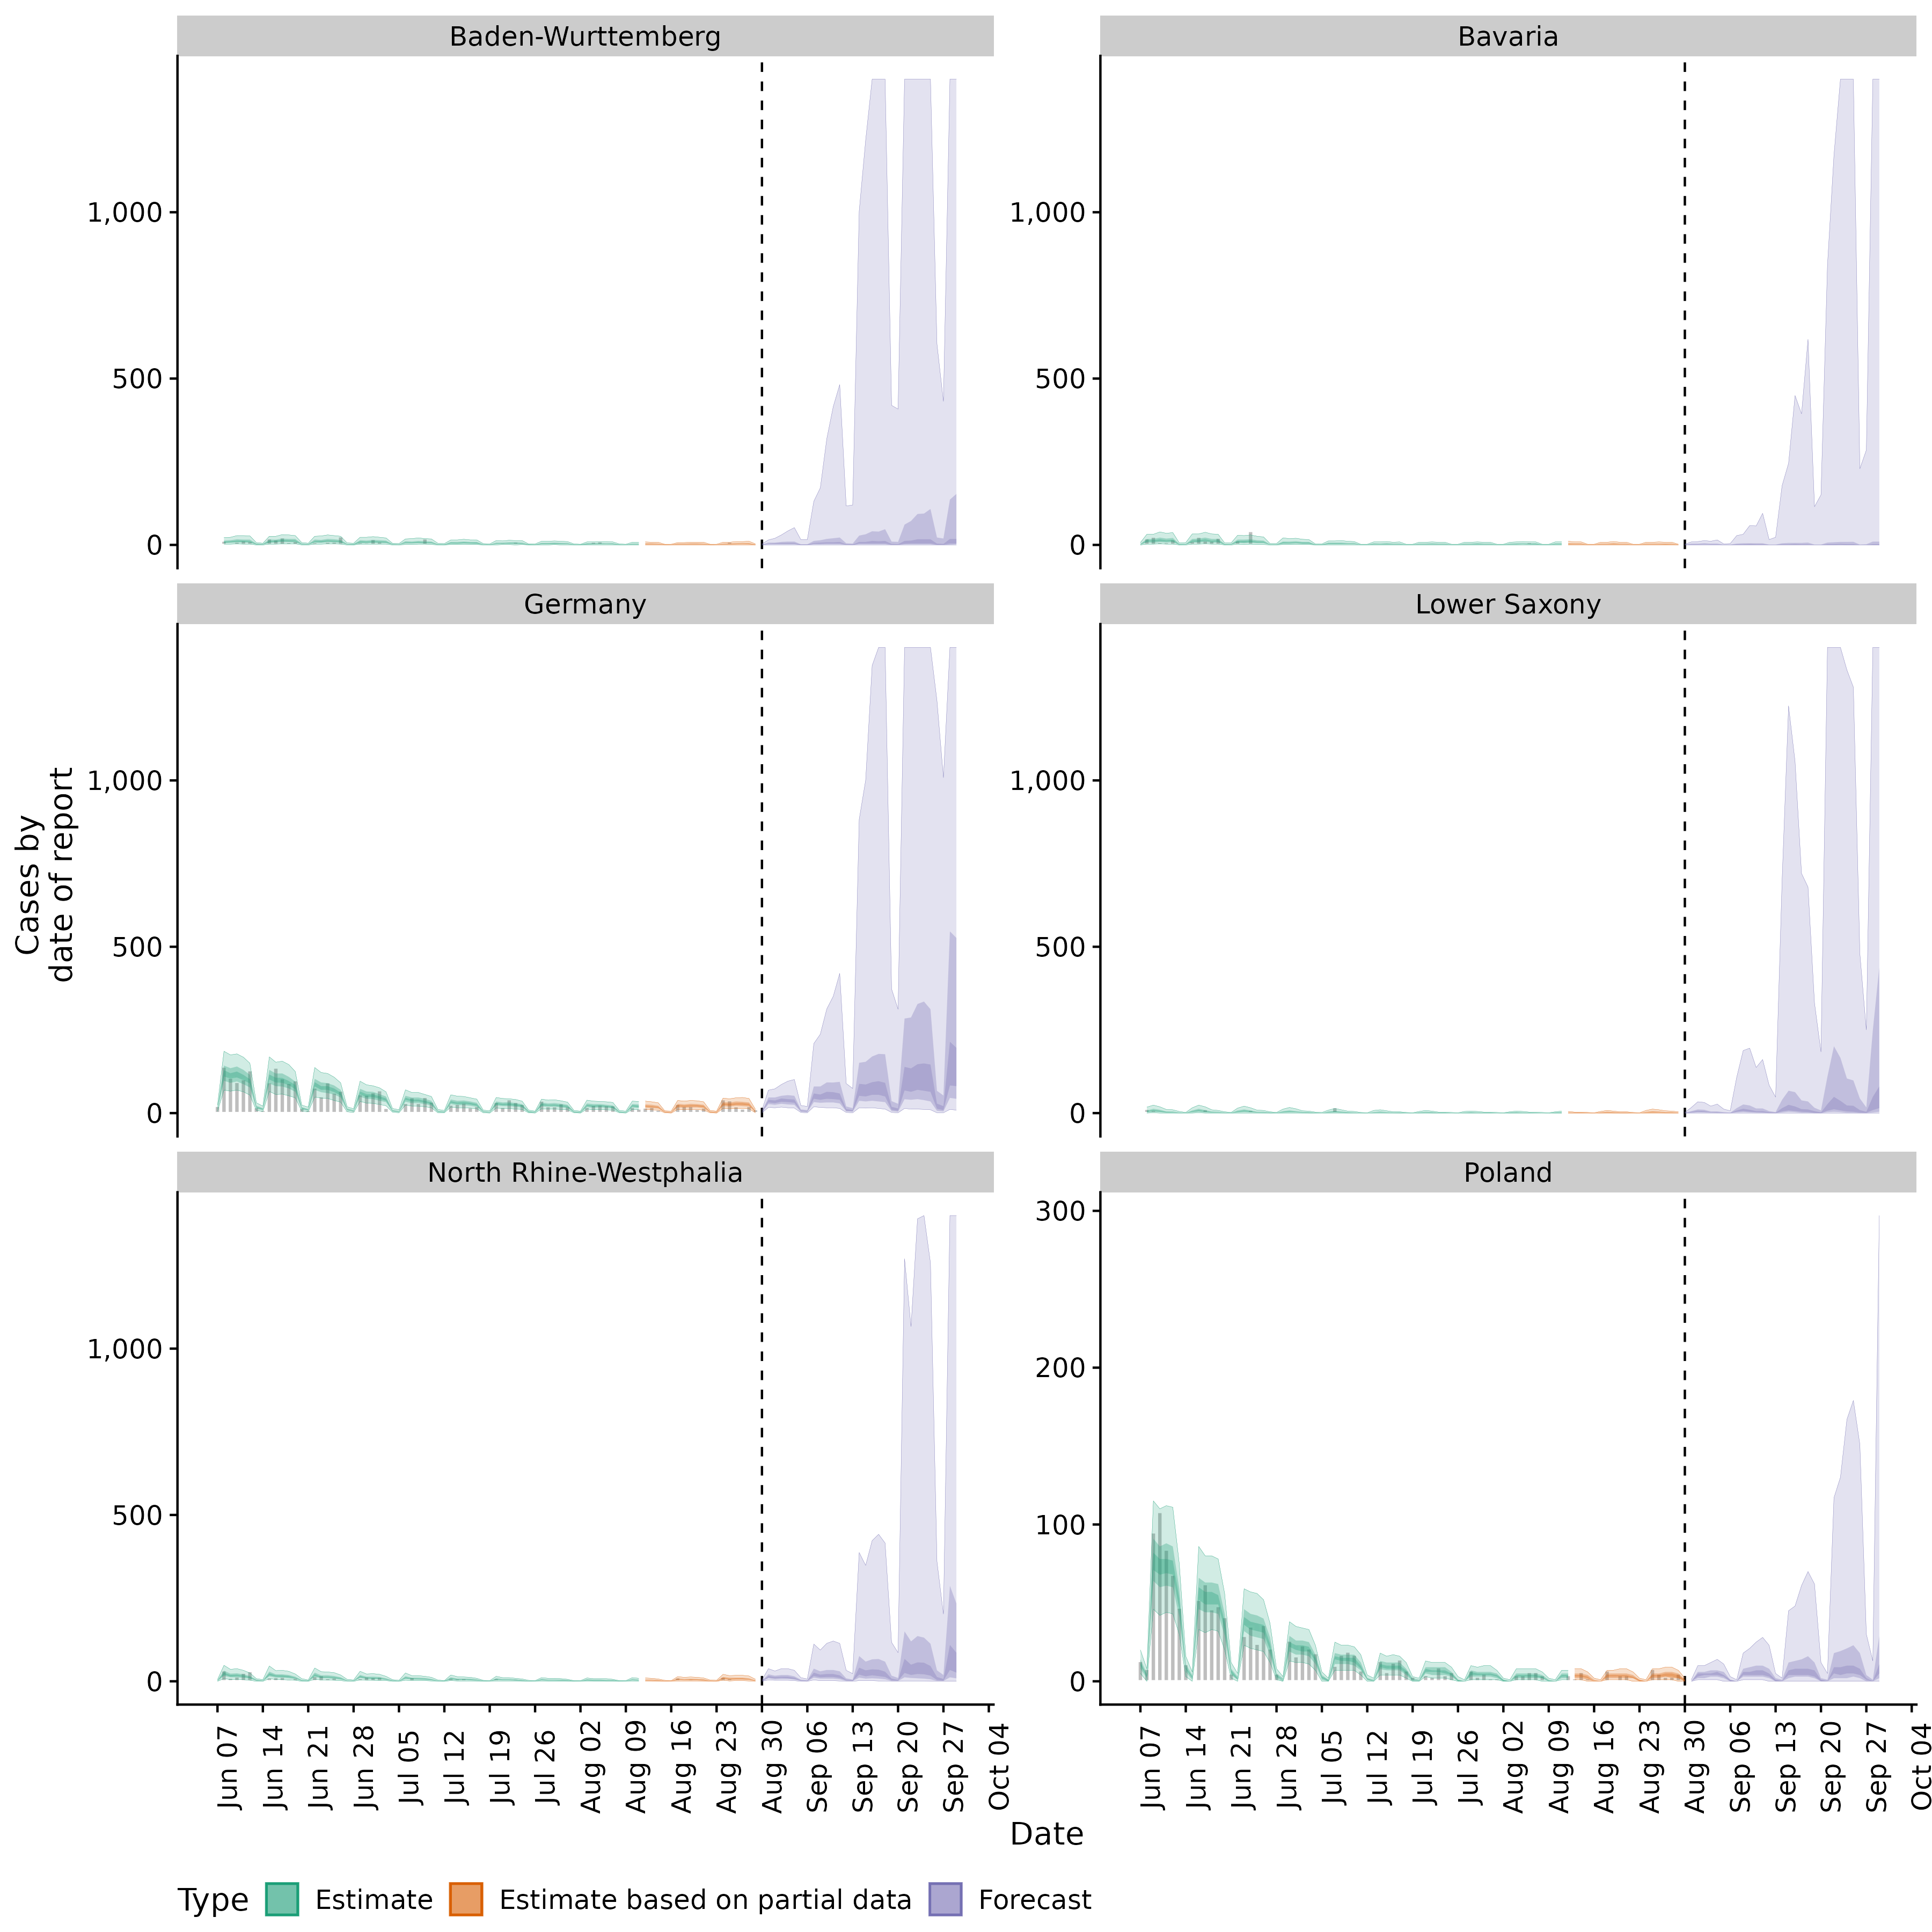 Baden-Wurttemberg
Bavaria
1,000
500
0
1,000
500
0
Germany
Lower Saxony
Cases by
date of report
1,000
500
0
1,000
500
0
North Rhine-Westphalia
Poland
1,000
500
0
300
200
100
0
Jun 07
Jun 14
Jun 21
Jun 28
Jul 05
Jul 12
Jul 19
Jul 26
Aug 02
Aug 09
Aug 16
Aug 23
Aug 30
Sep 06
Sep 13
Sep 20
Sep 27
Oct 04
Jun 07
Jun 14
Jun 21
Jun 28
Jul 05
Jul 12
Jul 19
Jul 26
Aug 02
Aug 09
Aug 16
Aug 23
Aug 30
Sep 06
Sep 13
Sep 20
Sep 27
Oct 04
Date
Type Estimate Estimate based on partial data Forecast